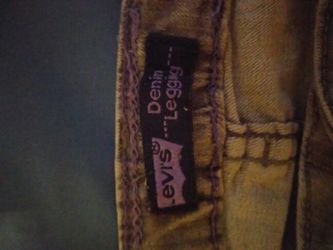 Levi's
Denim
---Legging---